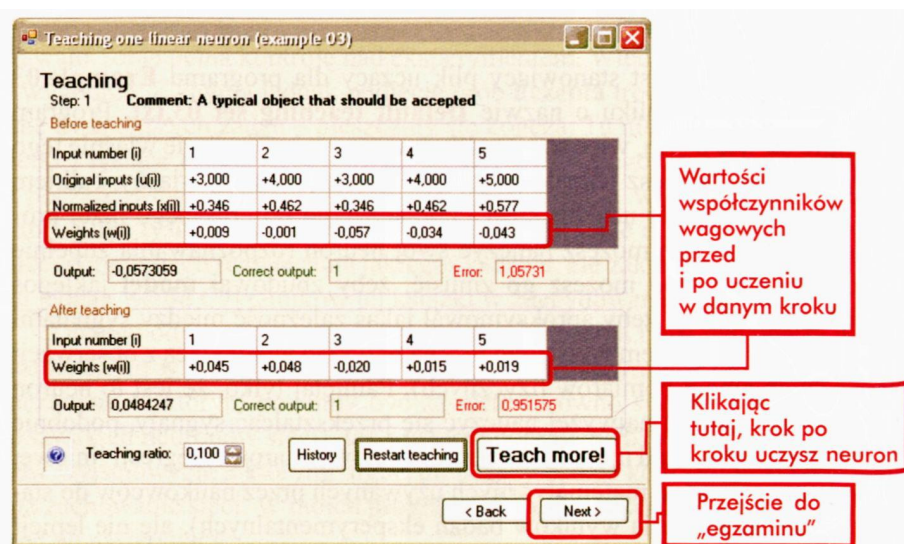 Teaching one linear neuron (example 03)
Teaching
Step: 1 Comment: A typical object that should be accepted
Before teaching
Input number (i) 1 2 3 4 5
Original inputs (u(i)) +3,000 +4,000 +3,000 +4,000 +5,000
Normalized inputs (x(i)) +0,346 +0,462 +0,346 +0,462 +0,577
Weights (w(i)) +0,009 -0,001 -0,057 -0,034 -0,043
Output: -0,0573059 Correct output: 1 Error: 1,05731
After teaching
Input number (i) 1 2 3 4 5
Weights (w(i)) +0,045 +0,048 -0,020 +0,015 +0,019
Output: 0,0484247 Correct output: 1 Error: 0,951575
Teaching ratio: 0,100 History Restart teaching Teach more!
< Back Next >
Wartości
współczynników
wagowych
przed
i po uczeniu
w danym kroku
Klikając
tutaj, krok po
kroku uczysz neuron
Przejście do
„egzaminu”